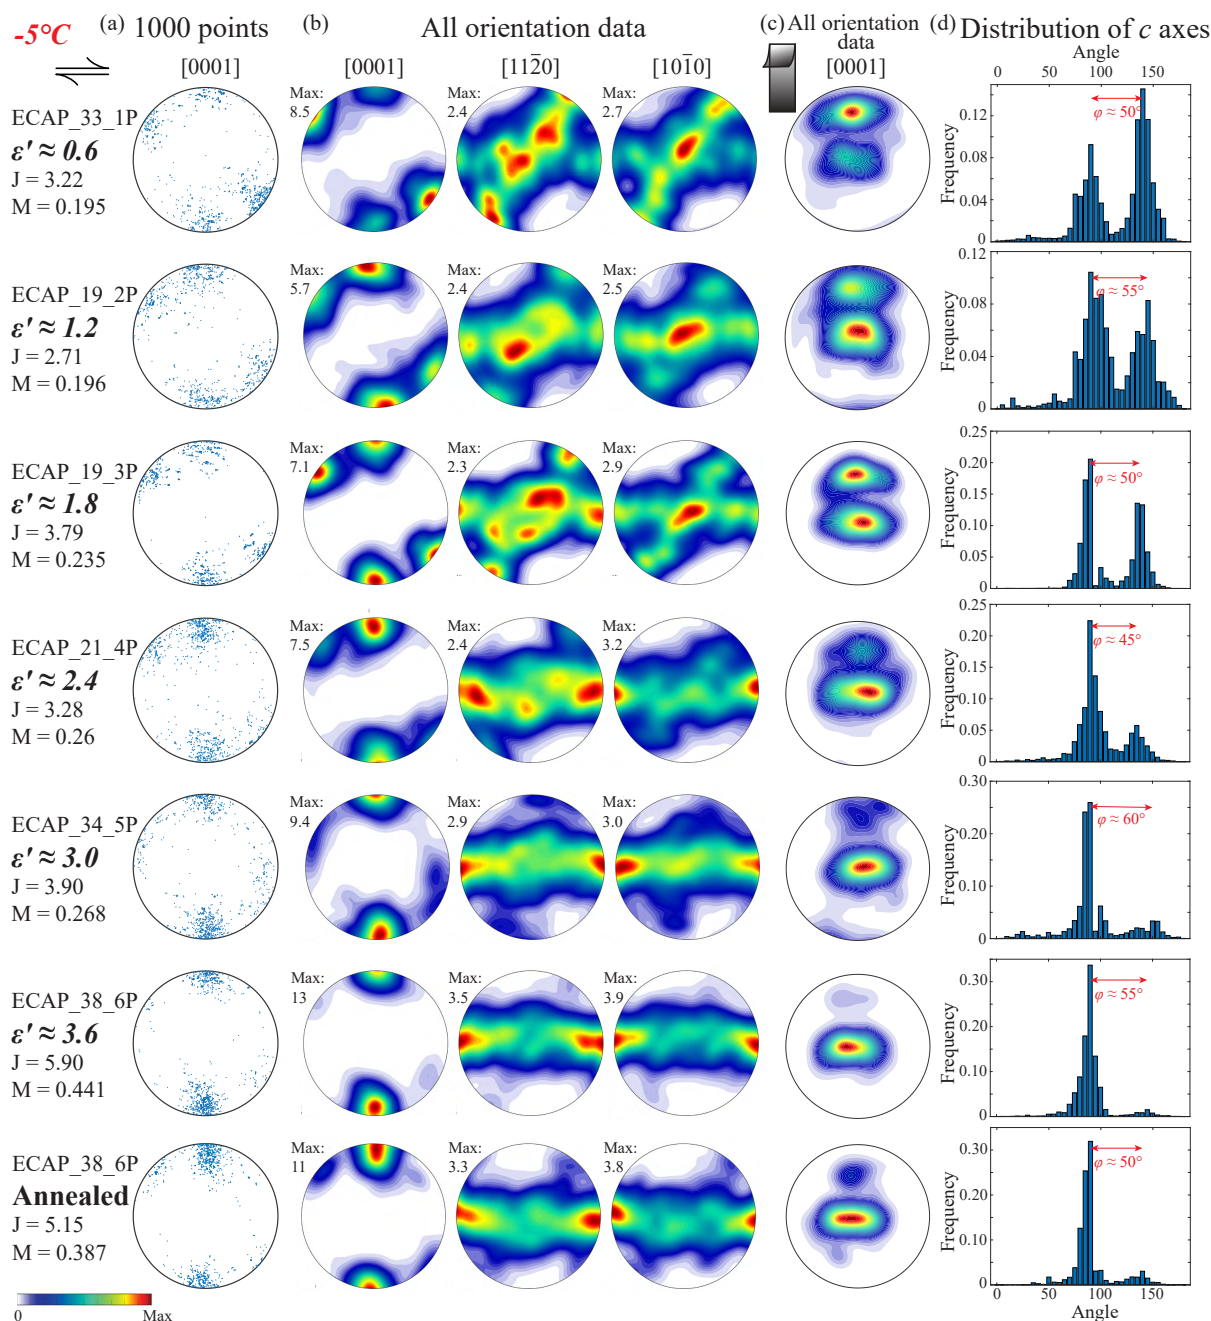 -5°C
(a) 1000 points
(b) All orientation data
(c) All orientation data
(d) Distribution of c axes
[0001]
[0001] [112̄0] [101̄0]
[0001]
Angle
0 50 100 150
ECAP_33_1P
ε' ≈ 0.6
J = 3.22
M = 0.195
Max: 8.5
Max: 2.4
Max: 2.7
Frequency
0.12
0.08
0.04
0
φ ≈ 50°
ECAP_19_2P
ε' ≈ 1.2
J = 2.71
M = 0.196
Max: 5.7
Max: 2.4
Max: 2.5
Frequency
0.12
0.08
0.04
0
φ ≈ 55°
ECAP_19_3P
ε' ≈ 1.8
J = 3.79
M = 0.235
Max: 7.1
Max: 2.3
Max: 2.9
Frequency
0.25
0.20
0.15
0.10
0.05
0
φ ≈ 50°
ECAP_21_4P
ε' ≈ 2.4
J = 3.28
M = 0.26
Max: 7.5
Max: 2.4
Max: 3.2
Frequency
0.25
0.20
0.15
0.10
0.05
0
φ ≈ 45°
ECAP_34_5P
ε' ≈ 3.0
J = 3.90
M = 0.268
Max: 9.4
Max: 2.9
Max: 3.0
Frequency
0.30
0.20
0.10
0
φ ≈ 60°
ECAP_38_6P
ε' ≈ 3.6
J = 5.90
M = 0.441
Max: 13
Max: 3.5
Max: 3.9
Frequency
0.30
0.20
0.10
0
φ ≈ 55°
ECAP_38_6P
Annealed
J = 5.15
M = 0.387
Max: 11
Max: 3.3
Max: 3.8
Frequency
0.30
0.20
0.10
0
φ ≈ 50°
0 50 100 150
Angle
0 Max